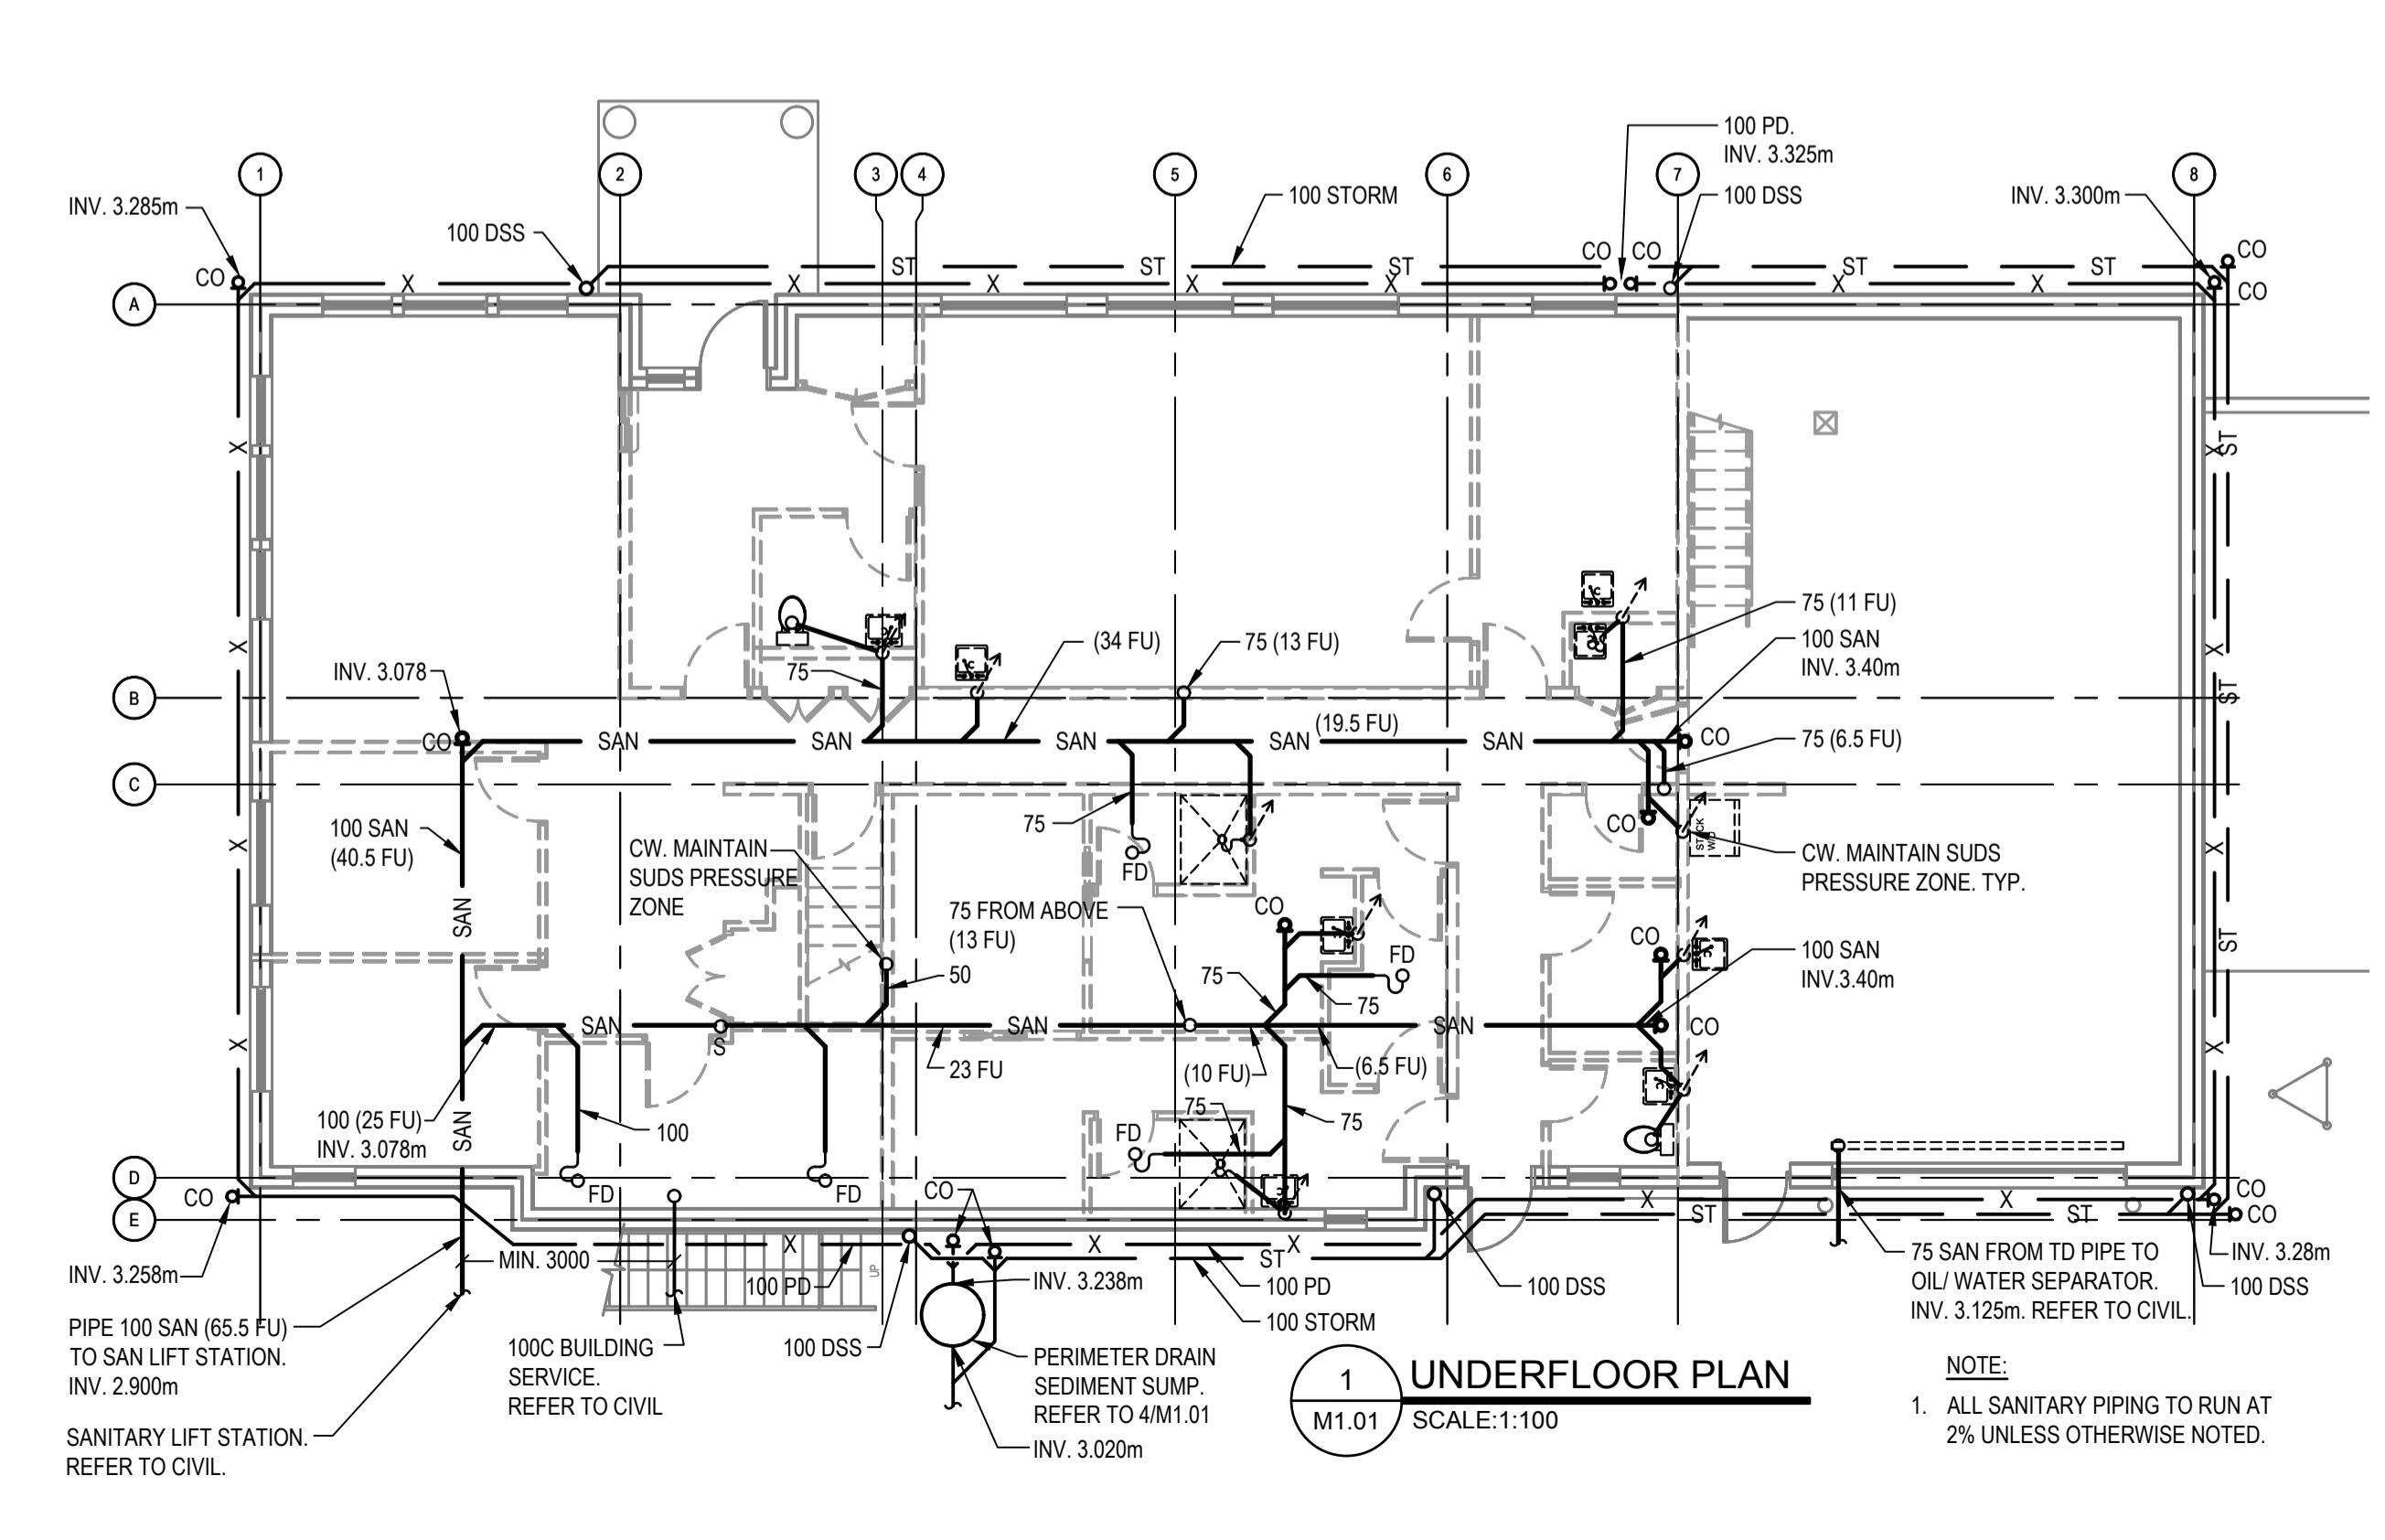 100 PD.
INV. 3.325m
1
2
3
4
5
6
7
8
INV. 3.285m
100 DSS
100 STORM
100 DSS
INV. 3.300m
CO
CO
CO
CO
CO
ST
ST
ST
ST
ST
X
X
X
X
X
X
X
A
X
X
ST
75 (11 FU)
100 SAN
INV. 3.40m
(34 FU)
75 (13 FU)
X
X
INV. 3.078
75
B
ST
(19.5 FU)
CO
SAN
SAN
SAN
SAN
SAN
CO
75 (6.5 FU)
C
100 SAN
(40.5 FU)
75
CO
STACK
W/D
X
X
CW. MAINTAIN
SUDS PRESSURE
ZONE
FD
CW. MAINTAIN SUDS
PRESSURE ZONE. TYP.
SAN
75 FROM ABOVE
(13 FU)
CO
CO
ST
100 SAN
INV.3.40m
50
75
FD
75
X
X
SAN
S
SAN
SAN
CO
23 FU
(10 FU)
(6.5 FU)
100 (25 FU)
INV. 3.078m
SAN
100
75
75
FD
D
CO
FD
FD
CO
X
X
CO
E
ST
ST
CO
X
X
X
INV. 3.258m
MIN. 3000
UP
100 PD
INV. 3.238m
ST
100 PD
100 DSS
75 SAN FROM TD PIPE TO
OIL/ WATER SEPARATOR.
INV. 3.125m. REFER TO CIVIL.
INV. 3.28m
100 DSS
PIPE 100 SAN (65.5 FU)
TO SAN LIFT STATION.
INV. 2.900m
100C BUILDING
SERVICE.
REFER TO CIVIL
100 DSS
100 STORM
PERIMETER DRAIN
SEDIMENT SUMP.
REFER TO 4/M1.01
INV. 3.020m
SANITARY LIFT STATION.
REFER TO CIVIL.
1
M1.01
UNDERFLOOR PLAN
SCALE:1:100
NOTE:
1. ALL SANITARY PIPING TO RUN AT
2% UNLESS OTHERWISE NOTED.